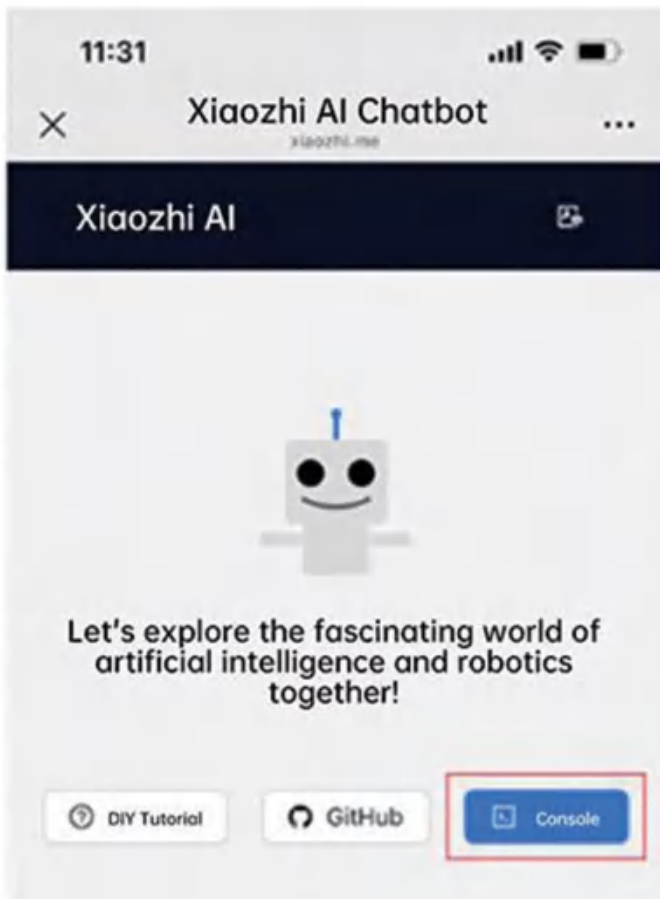 11:31
Xiaozhi AI Chatbot
xiaozhi.me
Xiaozhi AI
Let's explore the fascinating world of
artificial intelligence and robotics
together!
DIY Tutorial
GitHub
Console